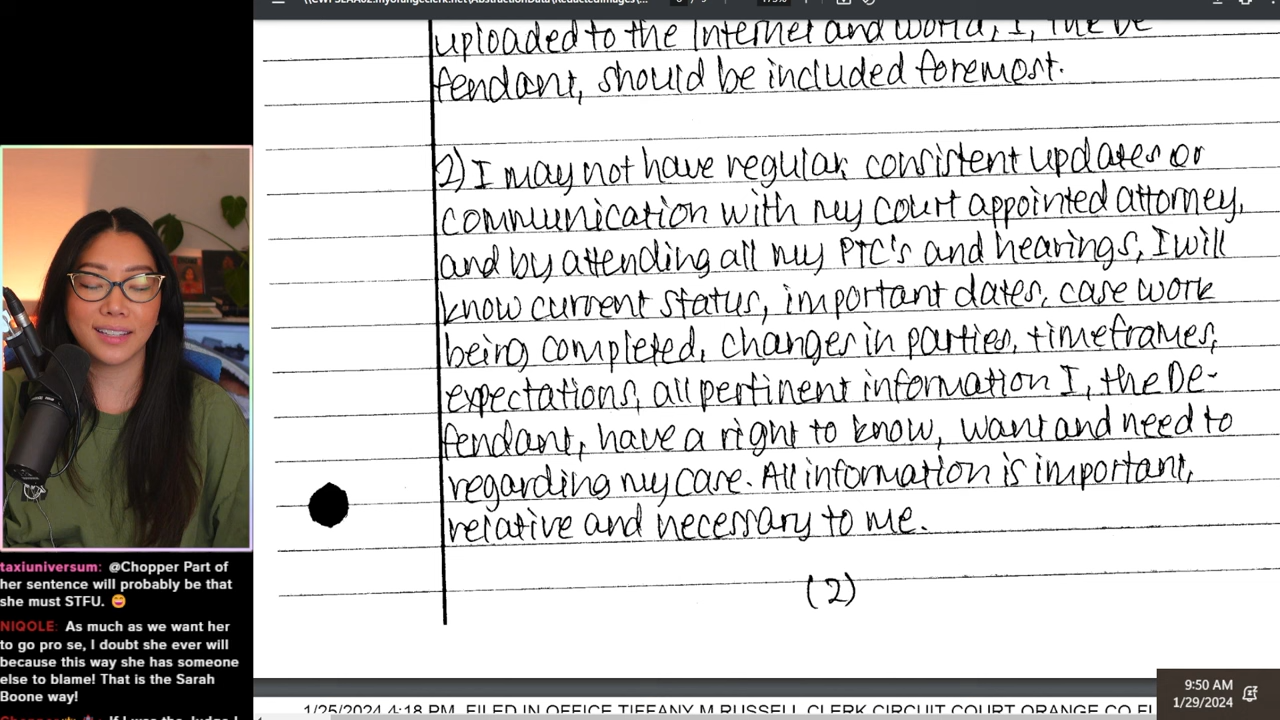 uploaded to the Internet and World, I, the De
fendant, should be included foremost.
2) I may not have regular, consistent updates or
communication with my court appointed attorney,
and by attending all my PTC's and hearings, I will
know current status, important dates, case work
being completed, changes in parties, timeframes,
expectations, all pertinent information I, the De-
fendant, have a right to know, want and need to
regarding my care. All information is important,
relative and necessary to me.
(2)
taxiuniversum: @Chopper Part of
her sentence will probably be that
she must STFU. 😄
NIQOLE: As much as we want her
to go pro se, I doubt she ever will
because this way she has someone
else to blame! That is the Sarah
Boone way!
If I was the Judge I
9:50 AM
1/29/2024
1/25/2024 4:18 PM FILED IN OFFICE TIFFANY M RUSSELL CLERK CIRCUIT COURT ORANGE CO FL